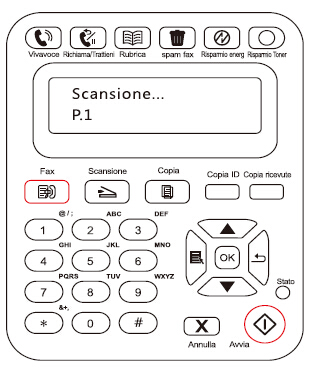 Vivavoce Richiama/Trattieni Rubrica spam fax Risparmio energ Risparmio Toner
Scansione...
P.1
Fax Scansione Copia Copia ID Copia ricevute
@ / : ABC DEF
1 2 3
GHI JKL MNO
4 5 6
OK
PQRS TUV WXYZ
7 8 9
Stato
&+,
* 0 #
X
Annulla Avvia